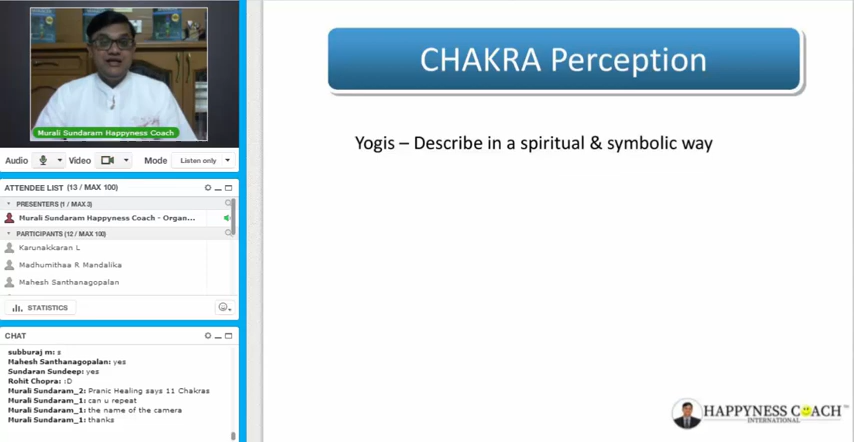 Murali Sundaram Happyness Coach
Audio Video Mode Listen only
ATTENDEE LIST (13 / MAX 100)
PRESENTERS (1 / MAX 3)
Murali Sundaram Happyness Coach - Organ...
PARTICIPANTS (12 / MAX 100)
Karunakkaran L
Madhumithaa R Mandalika
Mahesh Santhanagopalan
STATISTICS
CHAT
subburaj m: s
Mahesh Santhanagopalan: yes
Sundaran Sundeep: yes
Rohit Chopra: :D
Murali Sundaram_2: Pranic Healing says 11 Chakras
Murali Sundaram_1: can u repeat
Murali Sundaram_1: the name of the camera
Murali Sundaram_1: thanks
CHAKRA Perception
Yogis – Describe in a spiritual & symbolic way
HAPPYNESS COACH™
INTERNATIONAL